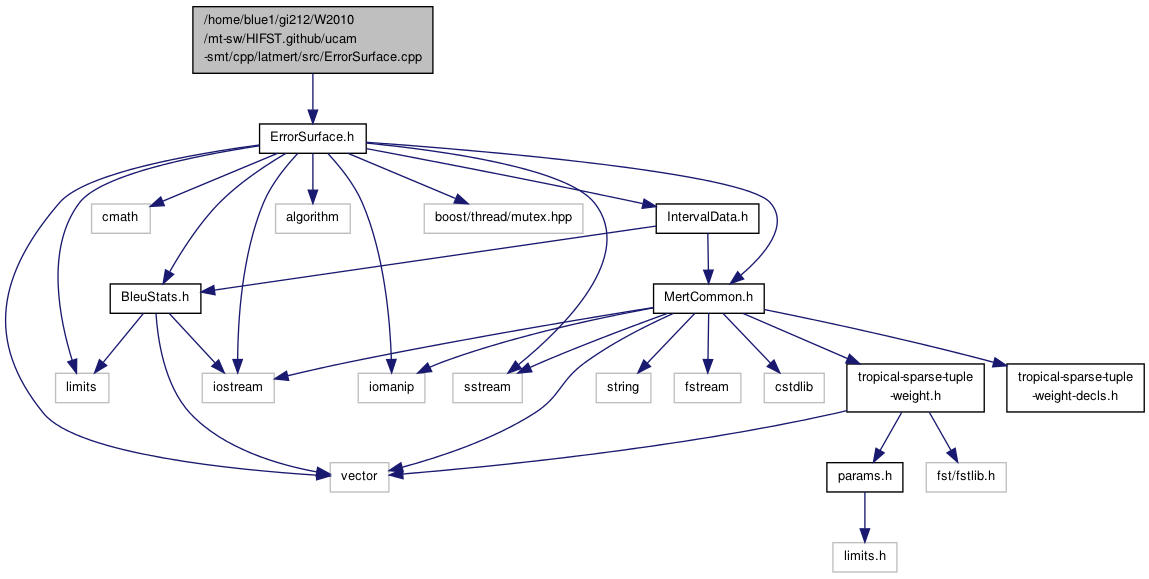 /home/blue1/gi212/W2010
/mt-sw/HIFST.github/ucam
-smt/cpp/latmert/src/ErrorSurface.cpp
ErrorSurface.h
cmath
algorithm
boost/thread/mutex.hpp
IntervalData.h
BleuStats.h
MertCommon.h
limits
iostream
iomanip
sstream
string
fstream
cstdlib
tropical-sparse-tuple
-weight.h
tropical-sparse-tuple
-weight-decls.h
vector
params.h
fst/fstlib.h
limits.h